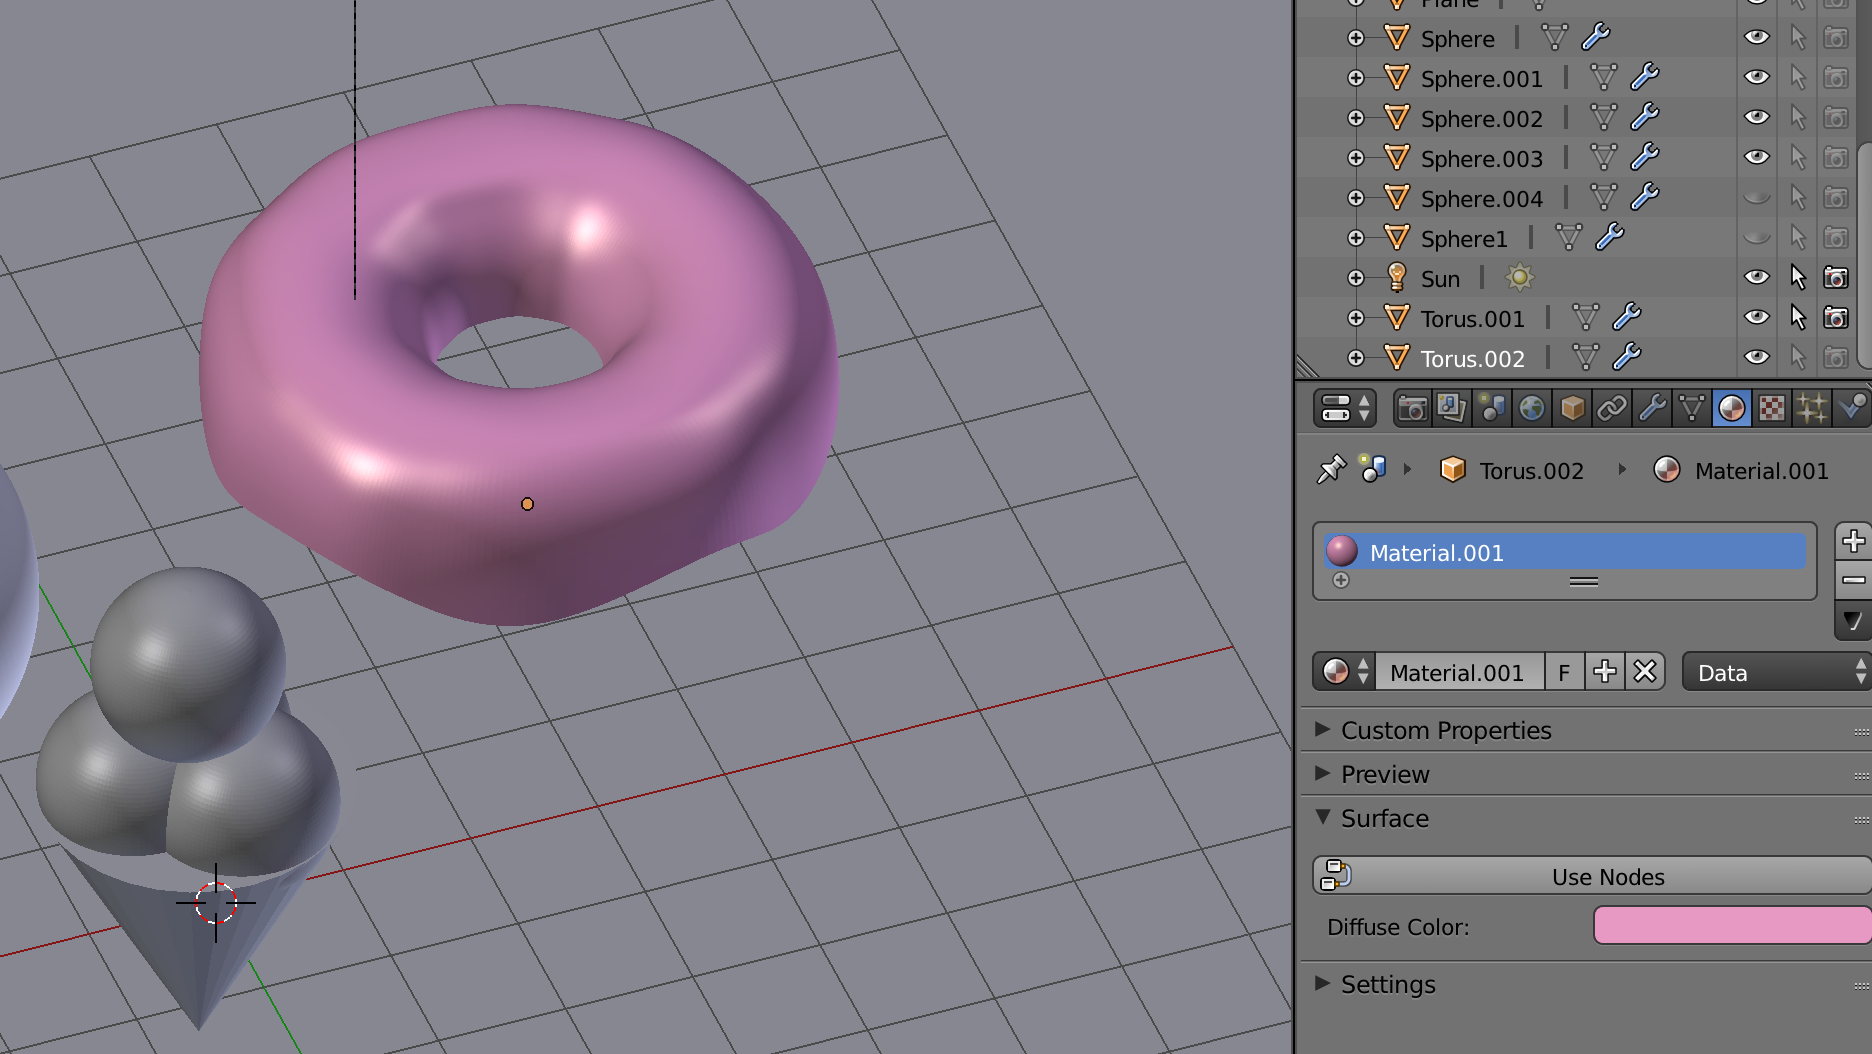 Plane
Sphere
Sphere.001
Sphere.002
Sphere.003
Sphere.004
Sphere1
Sun
Torus.001
Torus.002
Torus.002 Material.001
Material.001
Material.001 F Data
Custom Properties
Preview
Surface
Use Nodes
Diffuse Color:
Settings